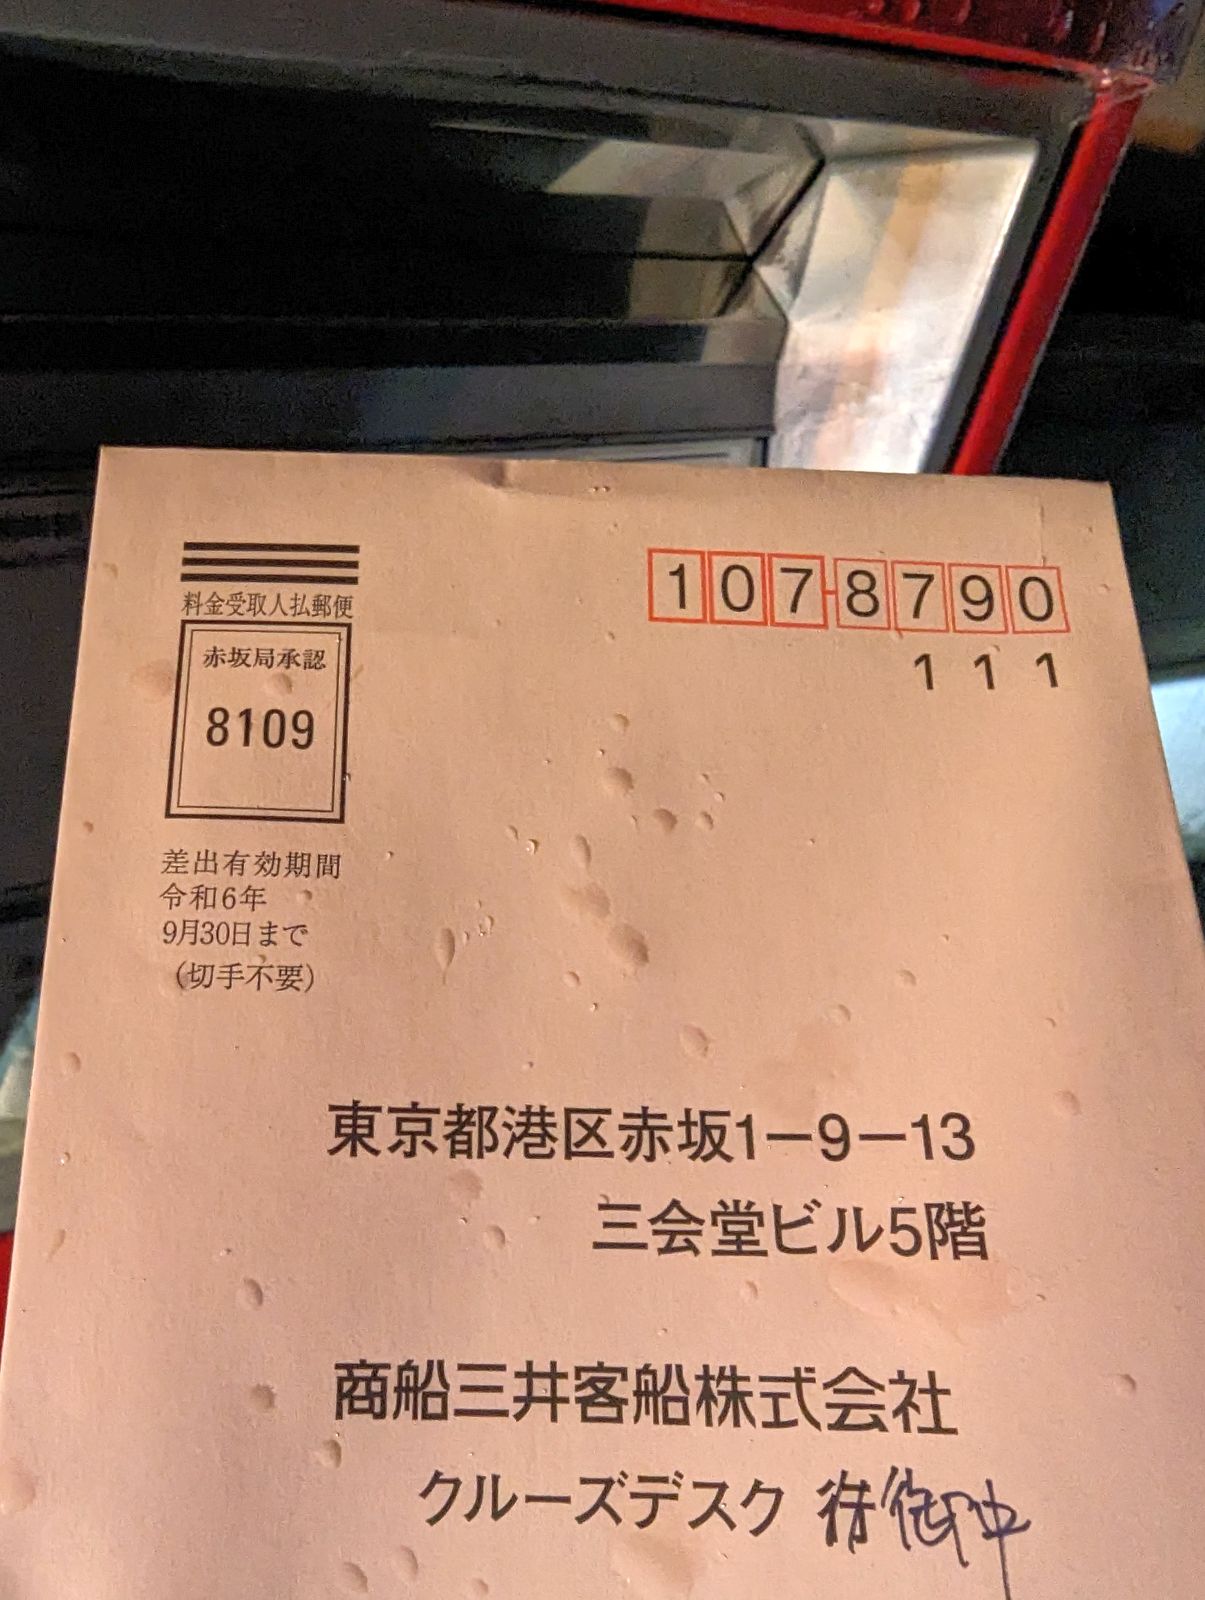 料金受取人払郵便
赤坂局承認
8109
差出有効期間
令和6年
9月30日まで
(切手不要)
107-8790
111
東京都港区赤坂1-9-13
三会堂ビル5階
商船三井客船株式会社
クルーズデスク 行御中